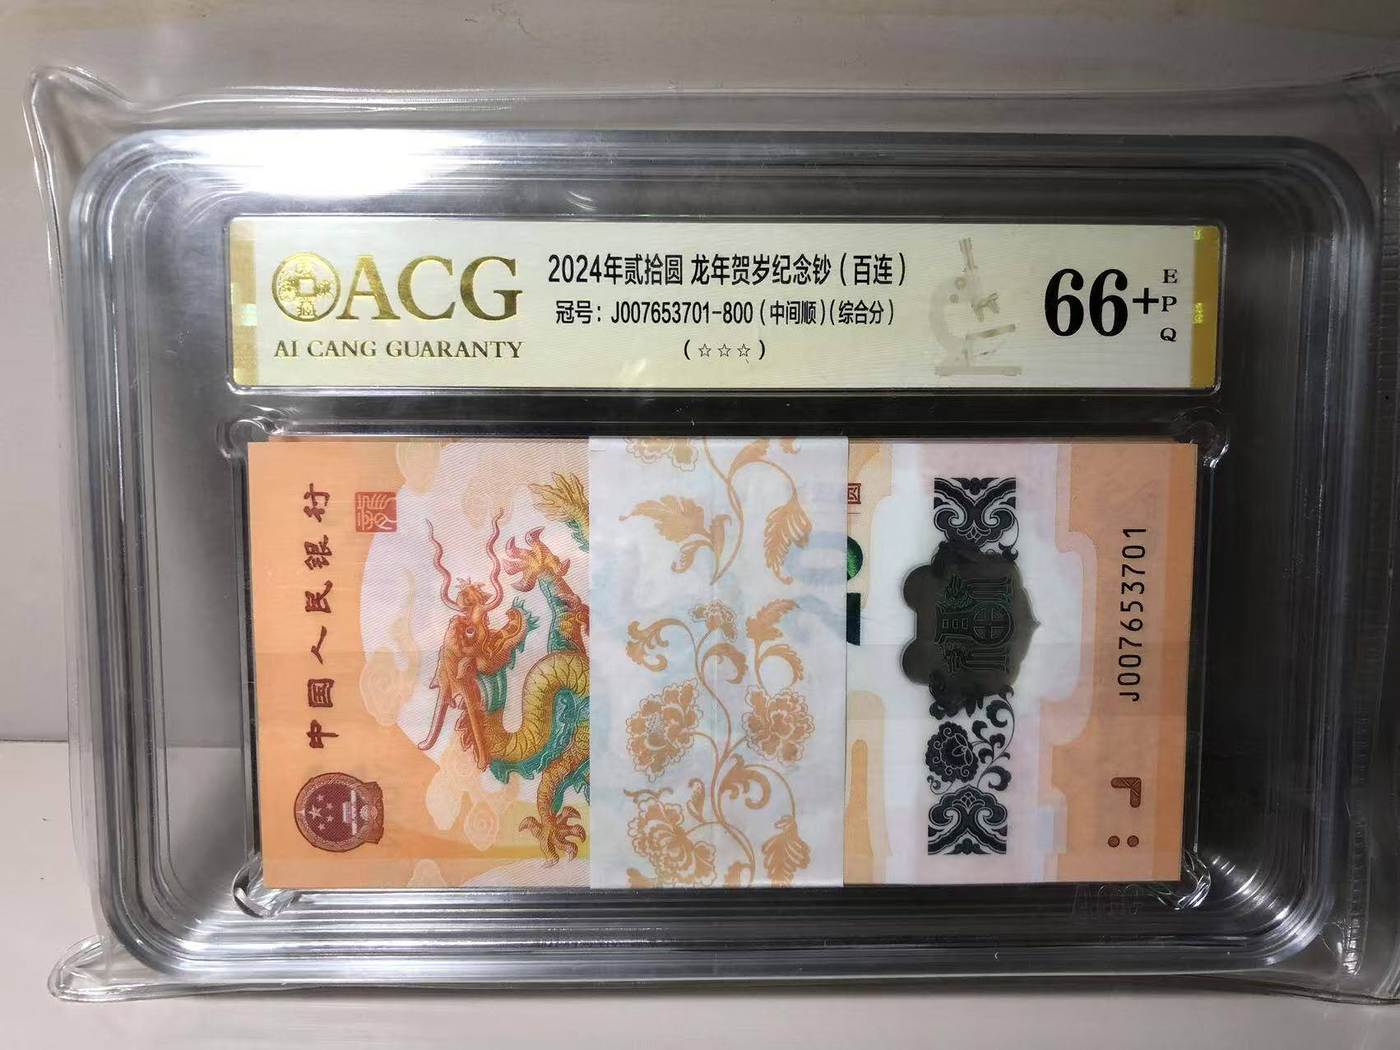 ACG
AI CANG GUARANTY
2024年贰拾圆 龙年贺岁纪念钞（百连）
冠号：J007653701-800（中间顺）（综合分）
（☆☆☆）
66+
EPQ
中国人民银行
J007653701